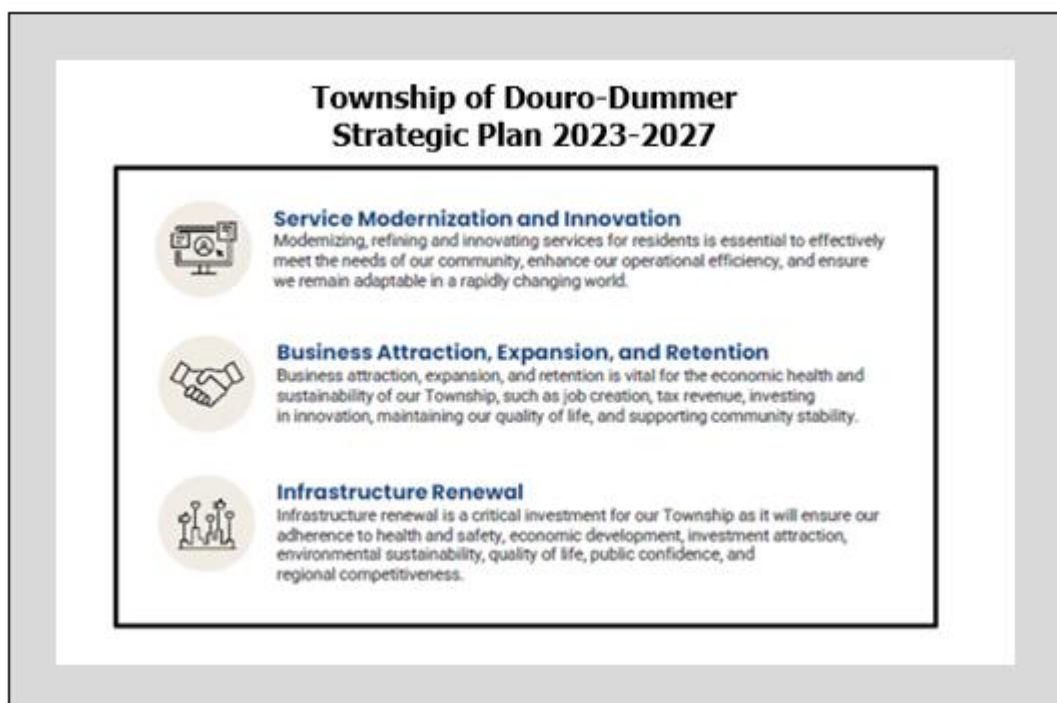 Township of Douro-Dummer
Strategic Plan 2023-2027
Service Modernization and Innovation
Modernizing, refining and innovating services for residents is essential to effectively
meet the needs of our community, enhance our operational efficiency, and ensure
we remain adaptable in a rapidly changing world.
Business Attraction, Expansion, and Retention
Business attraction, expansion, and retention is vital for the economic health and
sustainability of our Township, such as job creation, tax revenue, investing
in innovation, maintaining our quality of life, and supporting community stability.
Infrastructure Renewal
Infrastructure renewal is a critical investment for our Township as it will ensure our
adherence to health and safety, economic development, investment attraction,
environmental sustainability, quality of life, public confidence, and
regional competitiveness.